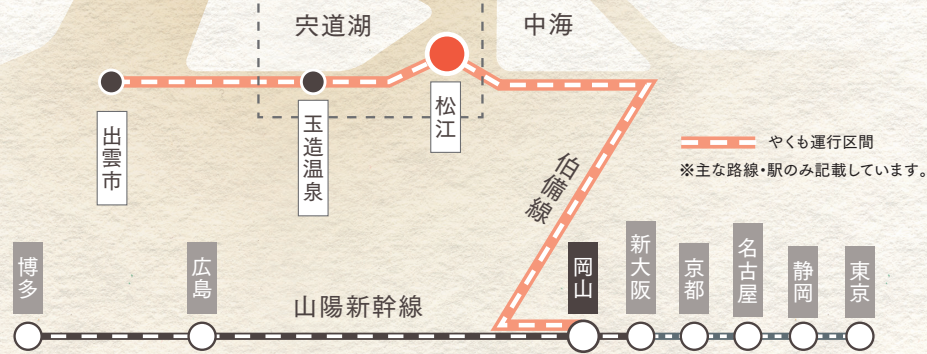 宍道湖
中海
出雲市
玉造温泉
松江
やくも運行区間
※主な路線・駅のみ記載しています。
伯備線
博多
広島
山陽新幹線
岡山
新大阪
京都
名古屋
静岡
東京